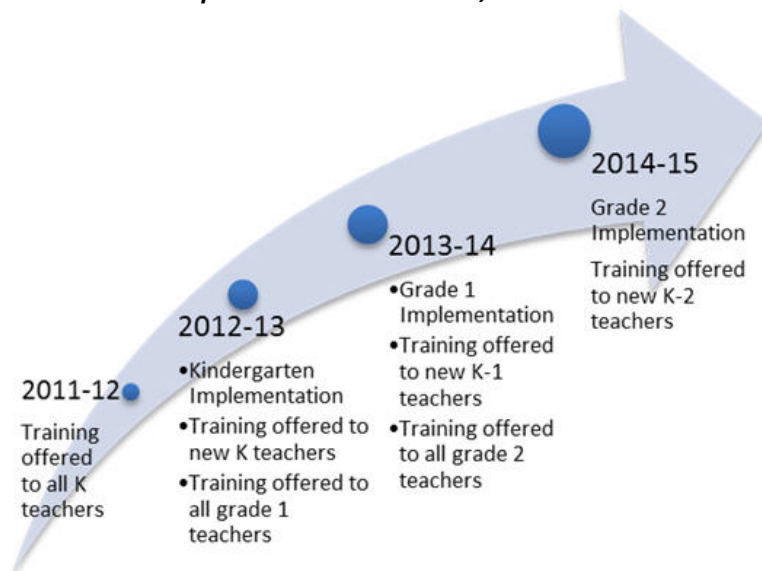 2011-12
Training
offered
to all K
teachers
2012-13
•Kindergarten
Implementation
•Training offered to
new K teachers
•Training offered to
all grade 1
teachers
2013-14
•Grade 1
Implementation
•Training offered
to new K-1
teachers
•Training offered
to all grade 2
teachers
2014-15
Grade 2
Implementation
Training offered
to new K-2
teachers